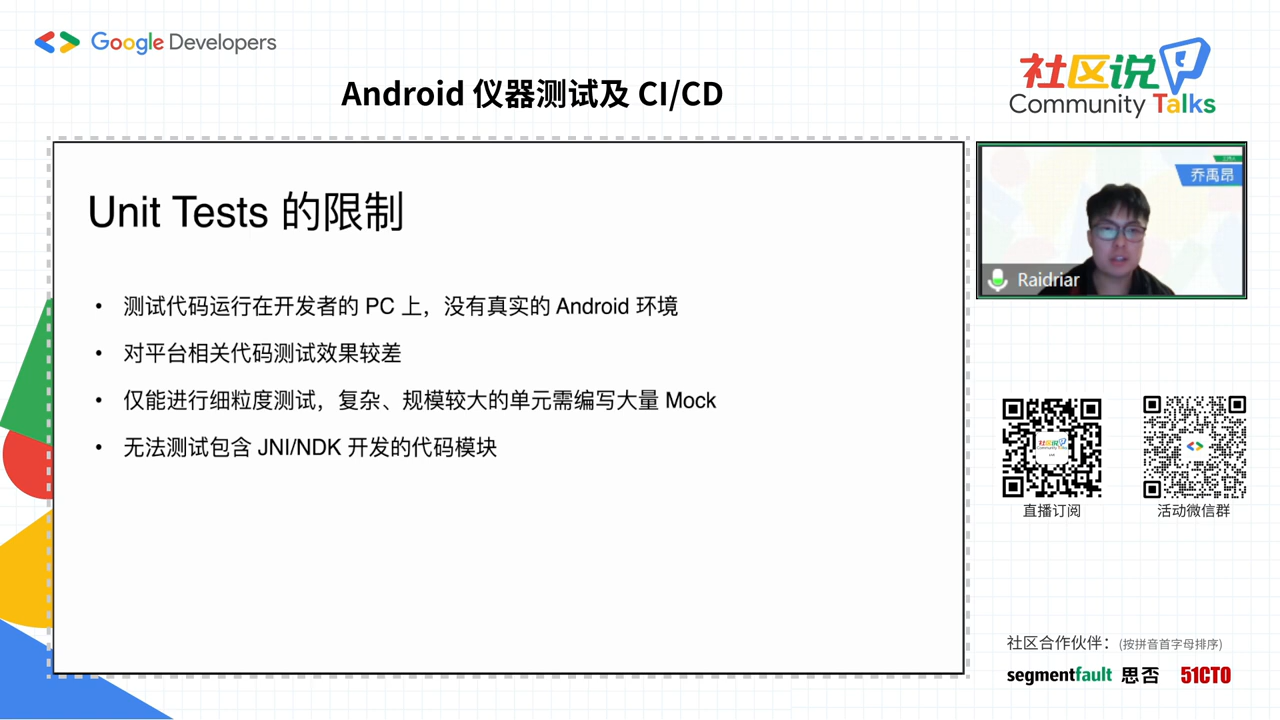 Google Developers
Android 仪器测试及 CI/CD
社区说
Community Talks
Unit Tests 的限制
• 测试代码运行在开发者的 PC 上，没有真实的 Android 环境
• 对平台相关代码测试效果较差
• 仅能进行细粒度测试，复杂、规模较大的单元需编写大量 Mock
• 无法测试包含 JNI/NDK 开发的代码模块
乔禹昂
Raidriar
直播订阅
活动微信群
社区合作伙伴：(按拼音首字母排序)
segmentfault 思否 51CTO